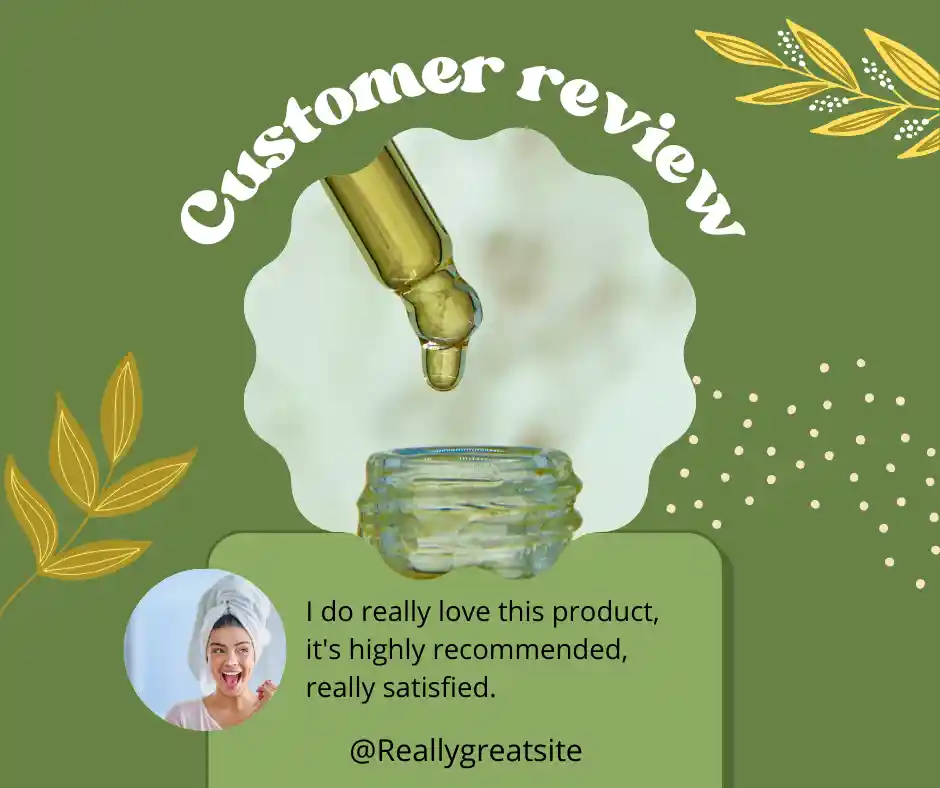 Customer review
I do really love this product,
it's highly recommended,
really satisfied.
@Reallygreatsite